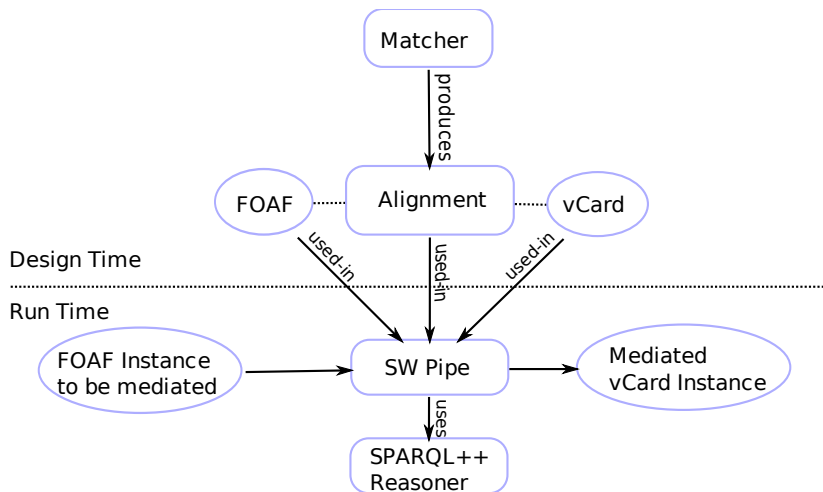 Matcher
produces
FOAF
Alignment
vCard
used-in
used-in
used-in
Design Time
Run Time
FOAF Instance
to be mediated
SW Pipe
Mediated
vCard Instance
uses
SPARQL++
Reasoner